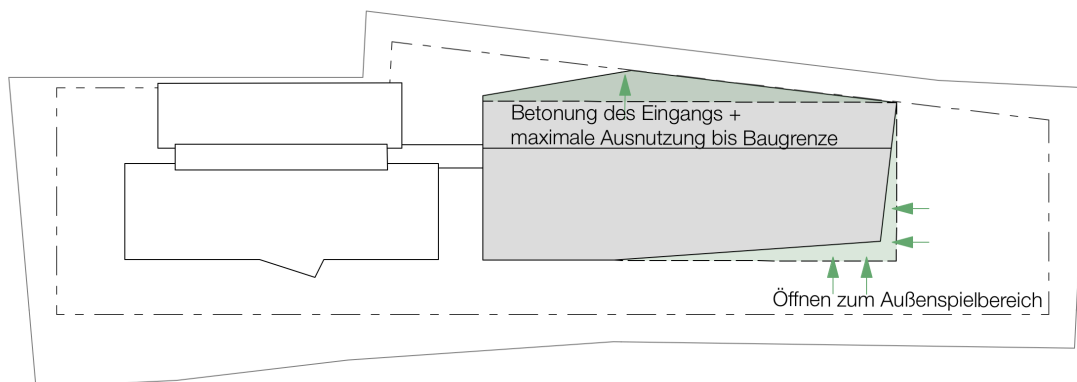 Betonung des Eingangs +
maximale Ausnutzung bis Baugrenze
Öffnen zum Außenspielbereich